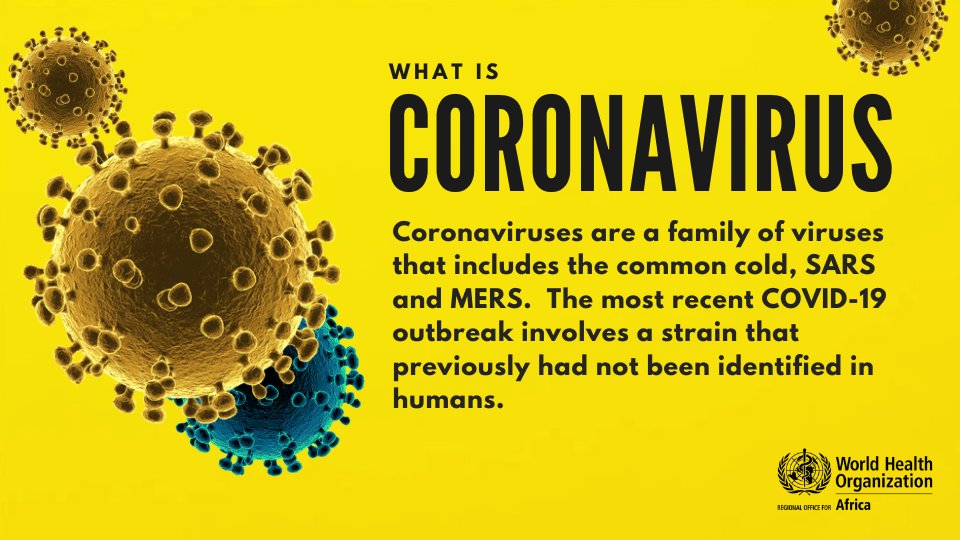 WHAT IS
CORONAVIRUS
Coronaviruses are a family of viruses
that includes the common cold, SARS
and MERS.  The most recent COVID-19
outbreak involves a strain that
previously had not been identified in
humans.
World Health
Organization
REGIONAL OFFICE FOR Africa